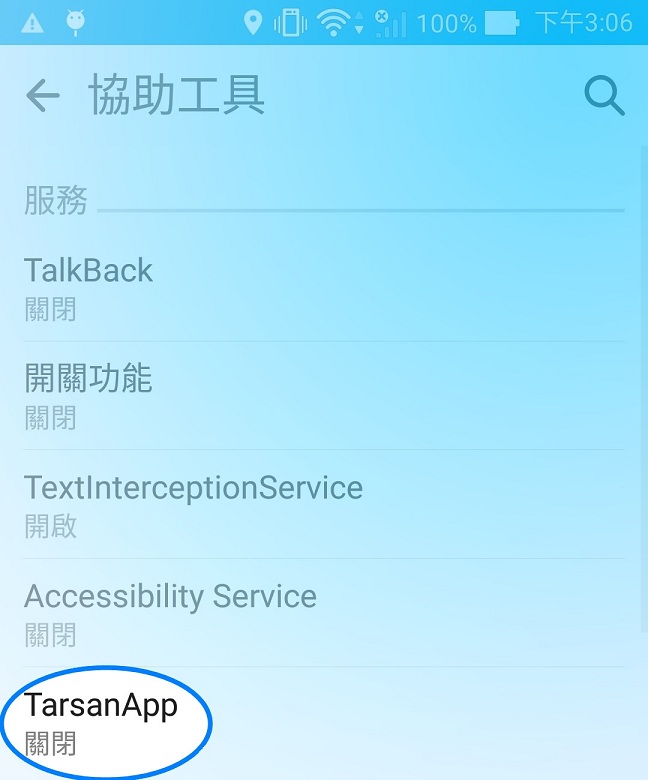 100% 下午3:06
協助工具
服務
TalkBack
關閉
開關功能
關閉
TextInterceptionService
開啟
Accessibility Service
關閉
TarsanApp
關閉